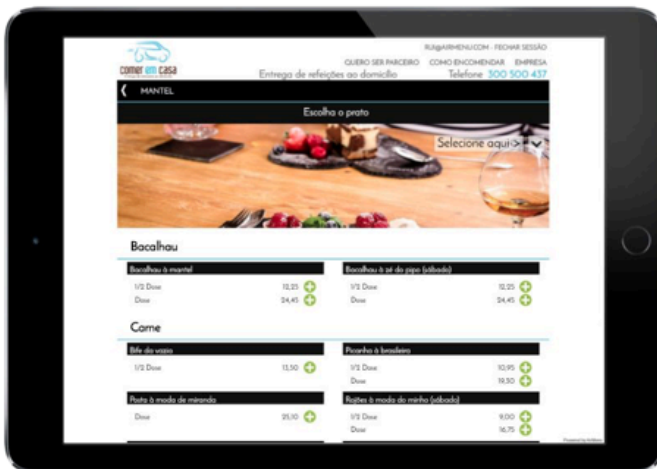 RUI@AIRMENU.COM - FECHAR SESSÃO
comer em casa
QUERO SER PARCEIRO COMO ENCOMENDAR EMPRESA
Entrega de refeições ao domicílio Telefone 300 500 437
MANTEL
Escolha o prato
Selecione aqui >
Bacalhau
Bacalhau à mantel
1/2 Dose 12,25
Dose 24,45
Bacalhau à zé do pipo (sábado)
1/2 Dose 12,25
Dose 24,45
Carne
Bife da vazia
1/2 Dose 13,50
Picanha à brasileira
1/2 Dose 10,95
Dose 19,30
Posta à moda de miranda
Dose 25,10
Rojões à moda do minho (sábado)
1/2 Dose 9,00
Dose 16,75